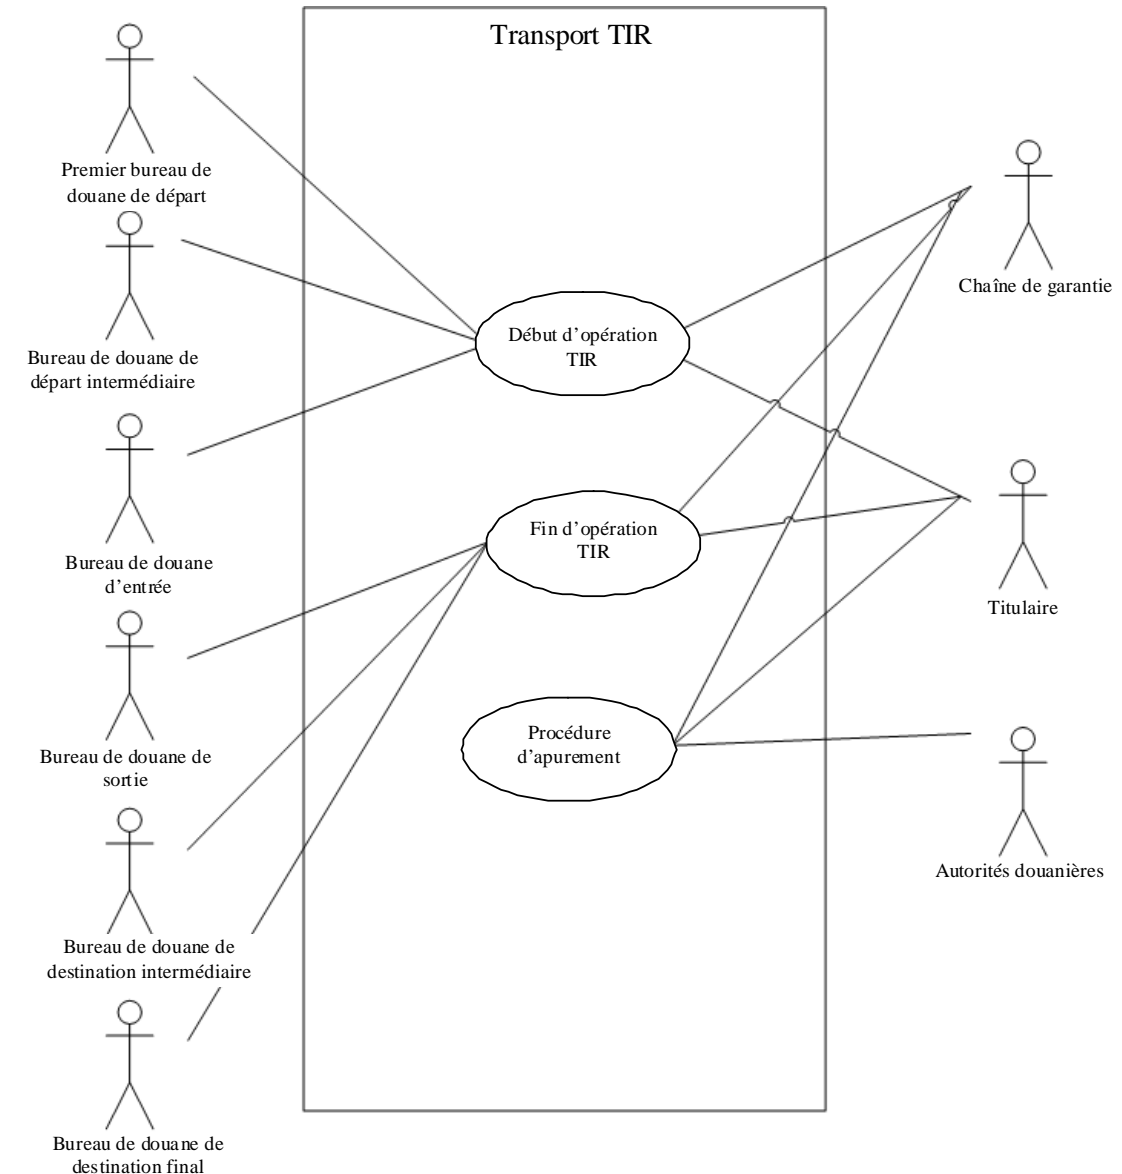 Transport TIR
Premier bureau de
douane de départ
Bureau de douane de
départ intermédiaire
Bureau de douane
d'entrée
Bureau de douane de
sortie
Bureau de douane de
destination intermédiaire
Bureau de douane de
destination final
Début d'opération
TIR
Fin d'opération
TIR
Procédure
d'apurement
Chaîne de garantie
Titulaire
Autorités douanières